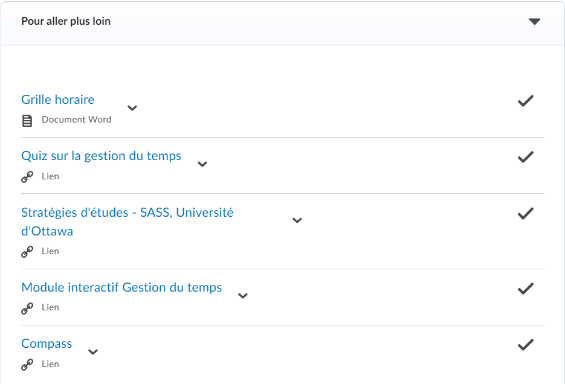 Pour aller plus loin
Grille horaire
Document Word
Quiz sur la gestion du temps
Lien
Stratégies d'études - SASS, Université
d'Ottawa
Lien
Module interactif Gestion du temps
Lien
Compass
Lien